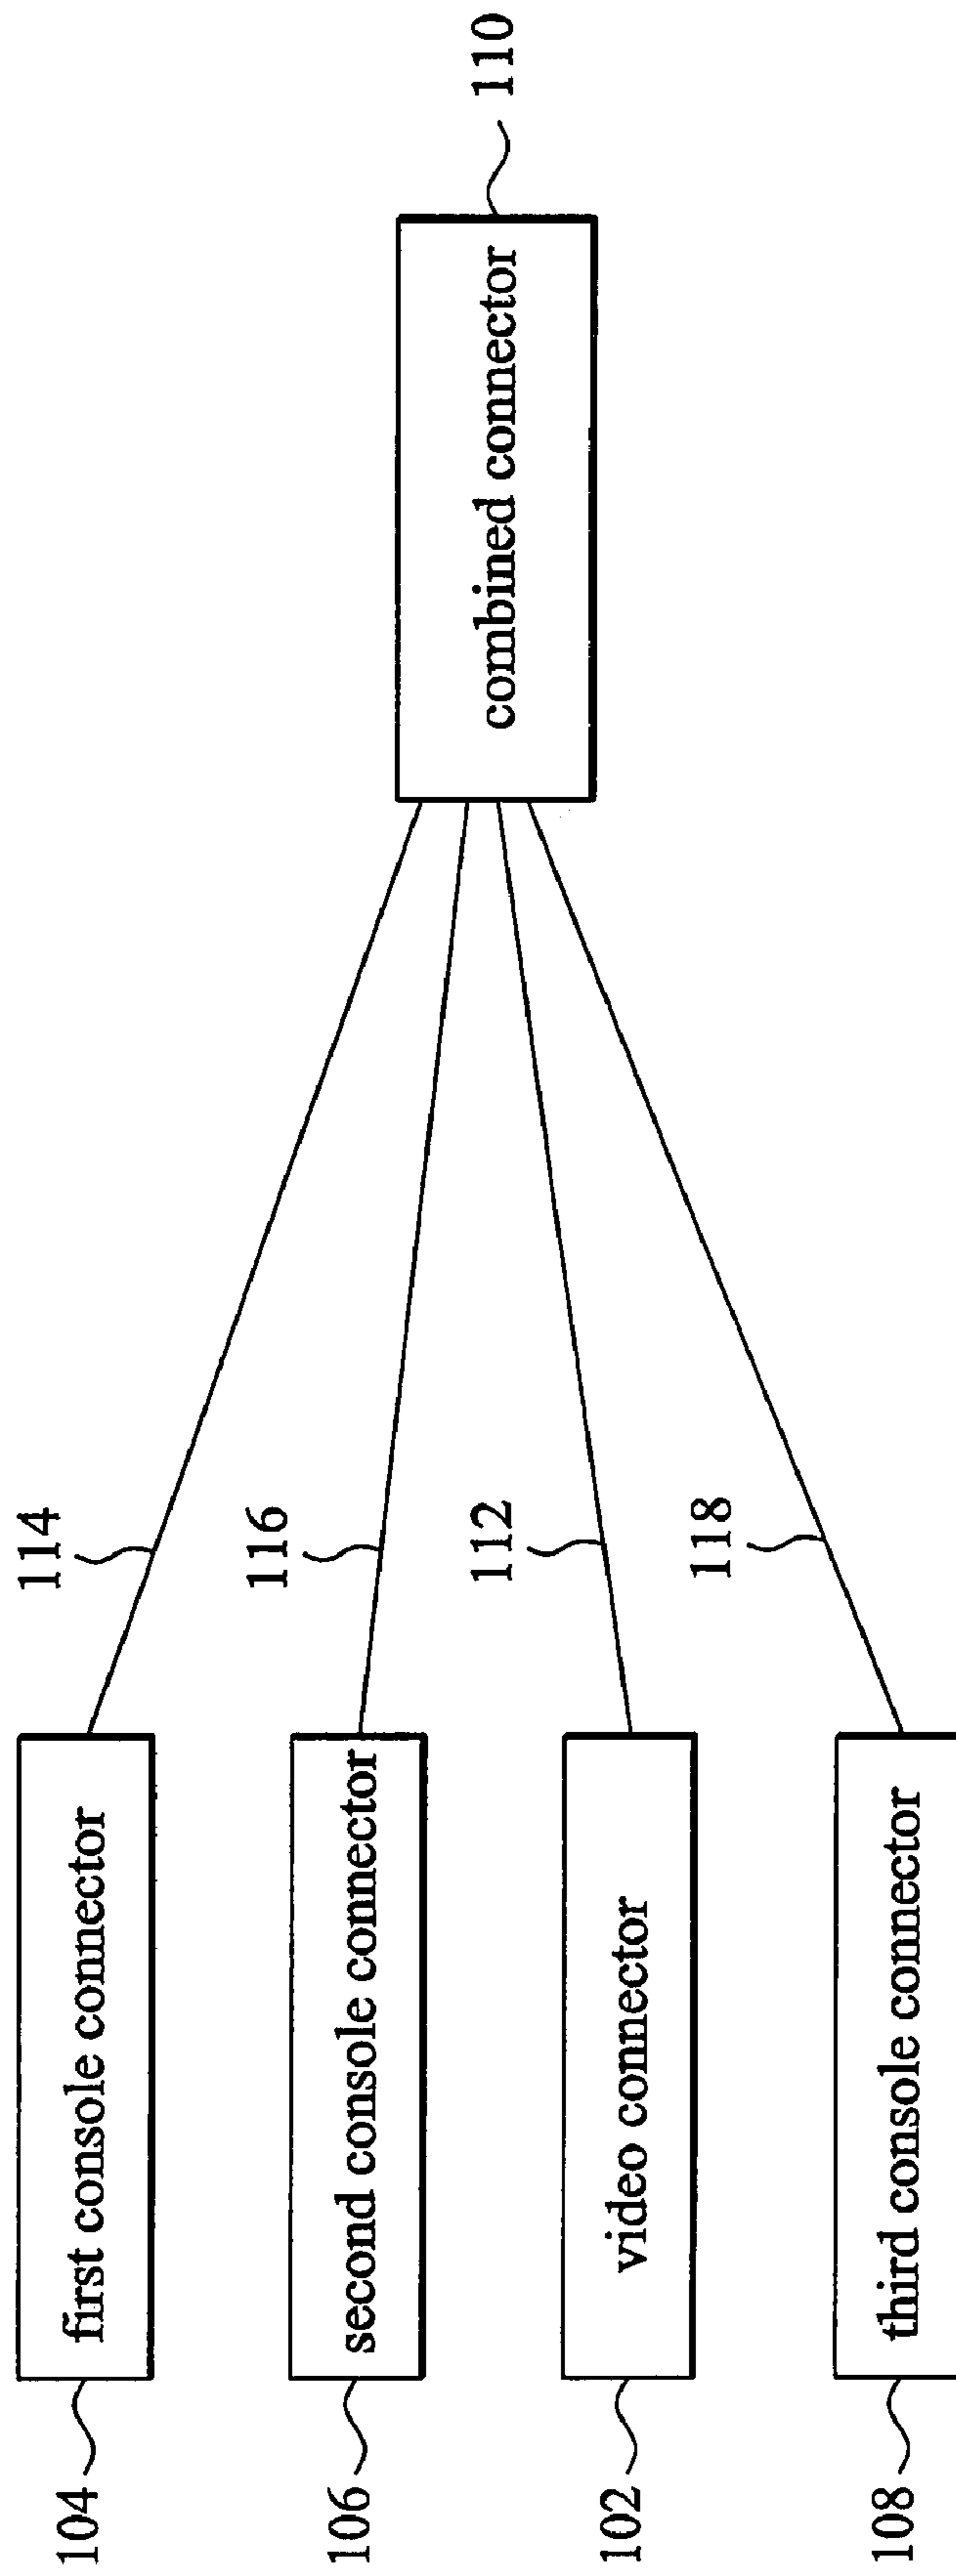 104
first console connector
114
106
second console connector
116
102
video connector
112
108
third console connector
118
combined connector
110